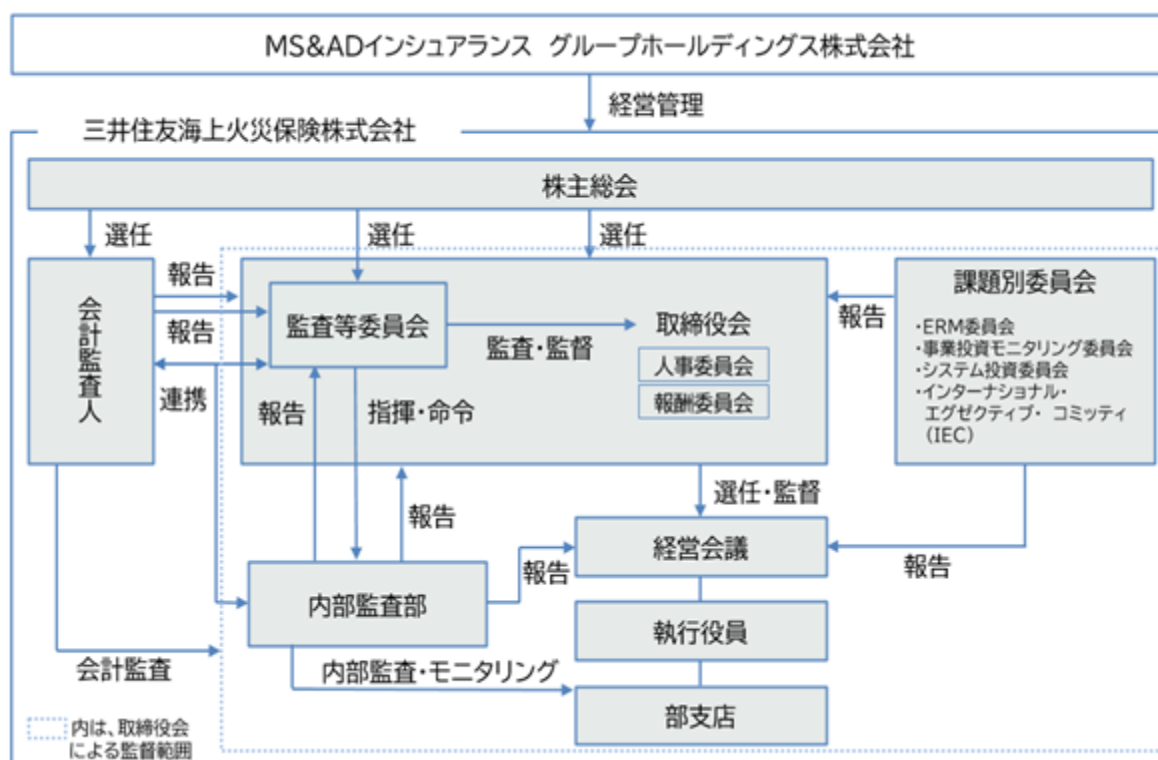 MS&ADインシュアランス グループホールディングス株式会社
経営管理
三井住友海上火災保険株式会社
株主総会
選任
選任
選任
会計監査人
報告
報告
連携
監査等委員会
監査・監督
取締役会
人事委員会
報酬委員会
報告
課題別委員会
・ERM委員会
・事業投資モニタリング委員会
・システム投資委員会
・インターナショナル・
エグゼクティブ・ コミッティ
(IEC)
報告
指揮・命令
報告
選任・監督
経営会議
報告
報告
内部監査部
執行役員
会計監査
内部監査・モニタリング
部支店
内は、取締役会
による監督範囲